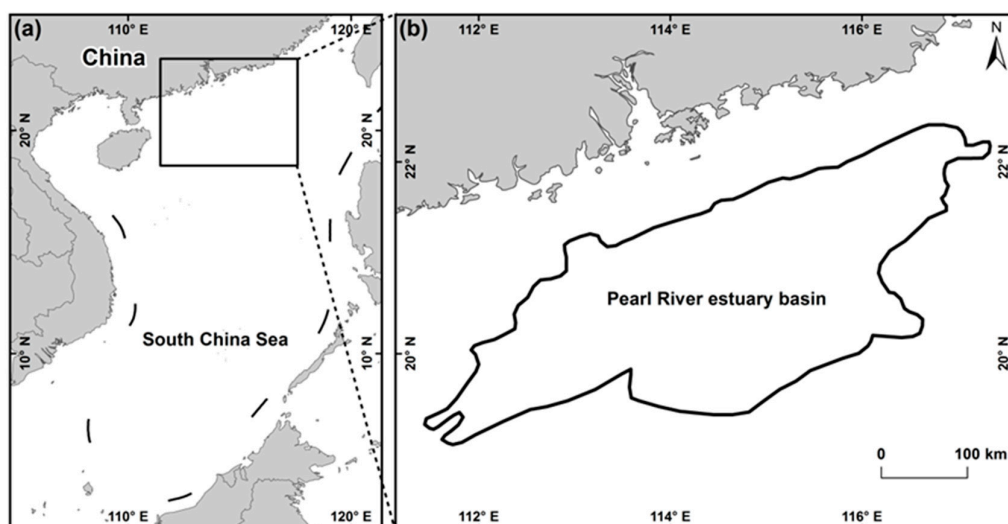 (a)
110° E
120° E
China
20° N
20° N
South China Sea
10° N
10° N
110° E
120° E
(b)
112° E
114° E
116° E
N
22° N
22° N
Pearl River estuary basin
20° N
20° N
0
100 km
112° E
114° E
116° E